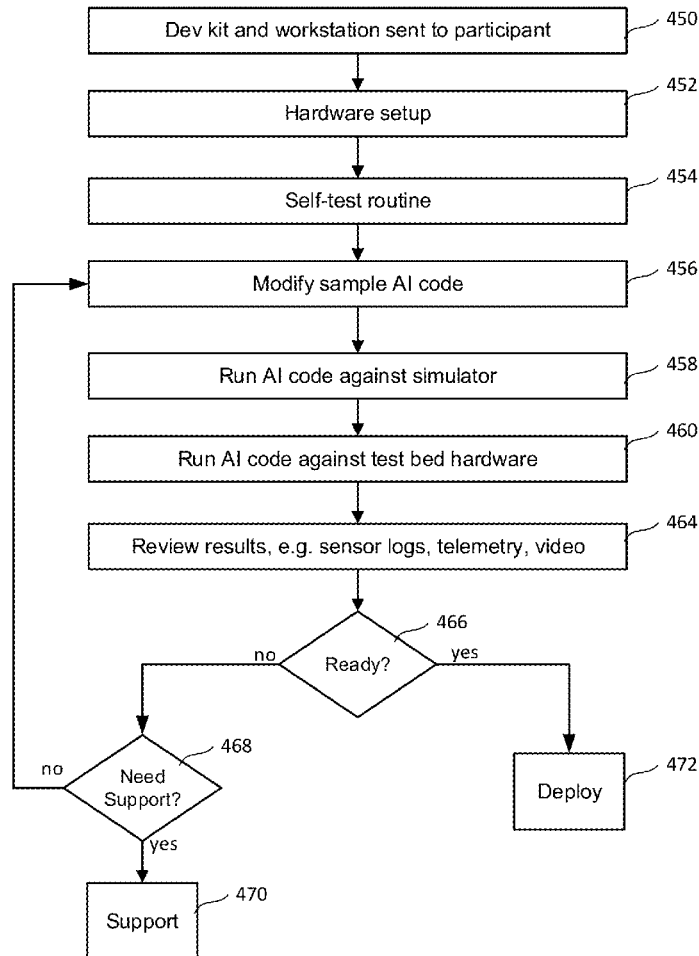 Dev kit and workstation sent to participant
450
Hardware setup
452
Self-test routine
454
Modify sample AI code
456
Run AI code against simulator
458
Run AI code against test bed hardware
460
Review results, e.g. sensor logs, telemetry, video
464
Ready?
466
no
yes
Need
Support?
468
no
yes
Deploy
472
Support
470